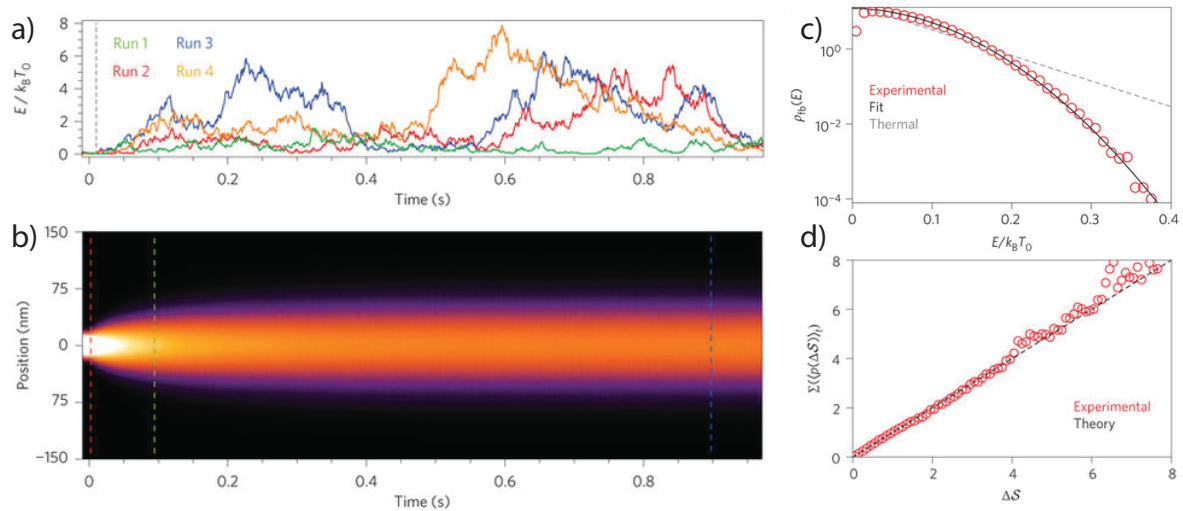 a)
E / kBT0
8
6
4
2
0
Run 1
Run 3
Run 2
Run 4
0
0.2
0.4
0.6
0.8
Time (s)
b)
Position (nm)
150
75
0
75
−150
0
0.2
0.4
0.6
0.8
Time (s)
c)
ρfb(E)
10⁰
10⁻²
10⁻⁴
Experimental
Fit
Thermal
0
0.1
0.2
0.3
0.4
E/kBT0
d)
Σ(⟨p(ΔS)⟩t)
8
6
4
2
0
Experimental
Theory
0
2
4
6
8
ΔS